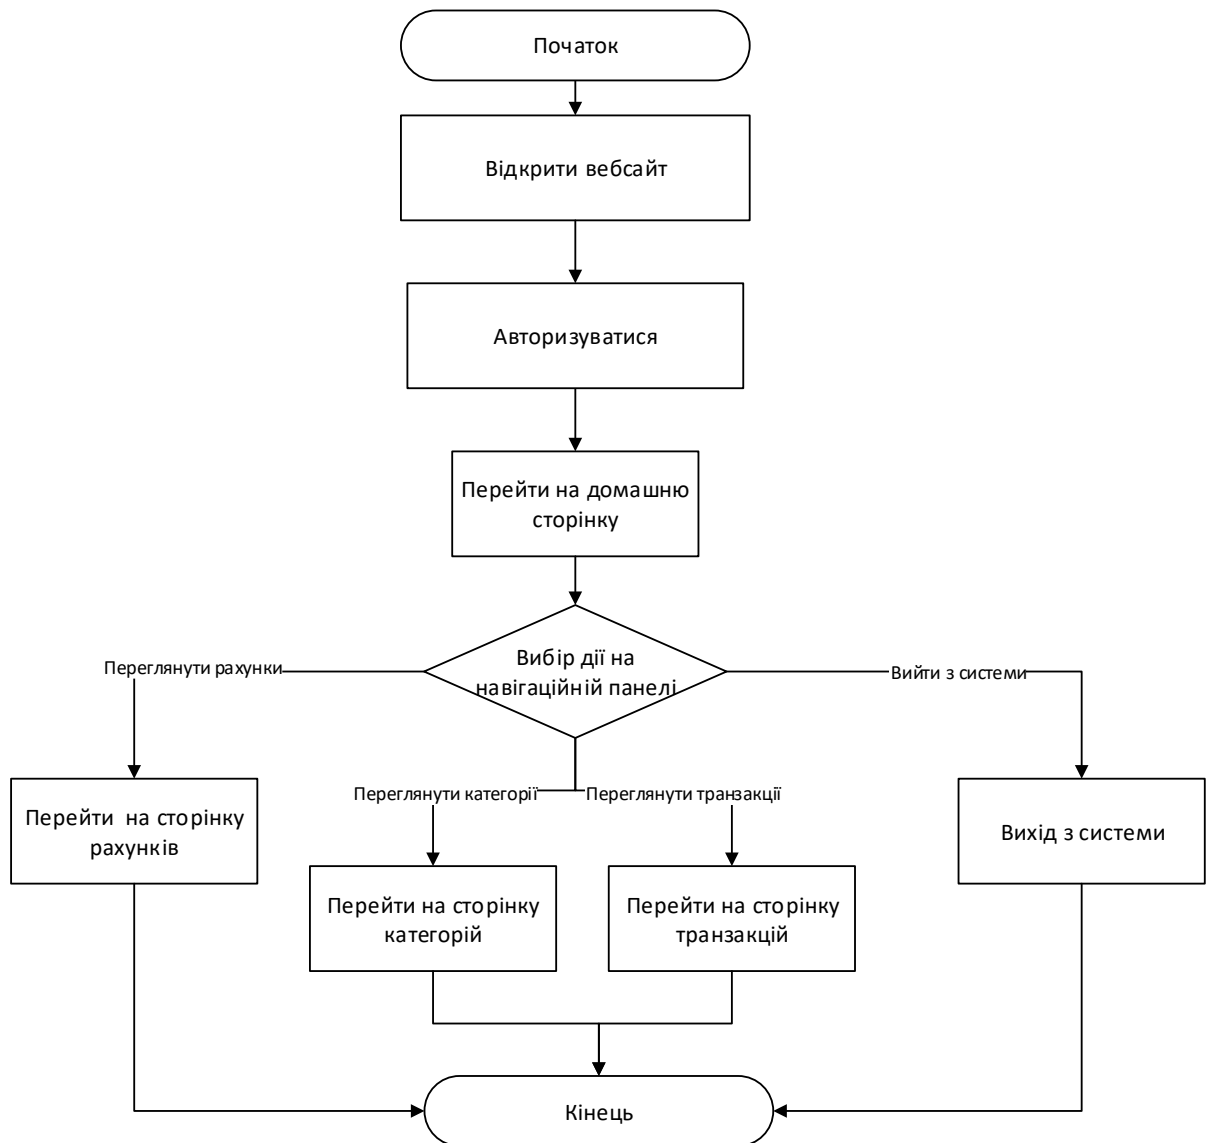 Початок
Відкрити вебсайт
Авторизуватися
Перейти на домашню
сторінку
Вибір дії на
навігаційній панелі
Переглянути рахунки
Вийти з системи
Переглянути категорії
Переглянути транзакції
Перейти на сторінку
рахунків
Вихід з системи
Перейти на сторінку
категорій
Перейти на сторінку
транзакцій
Кінець